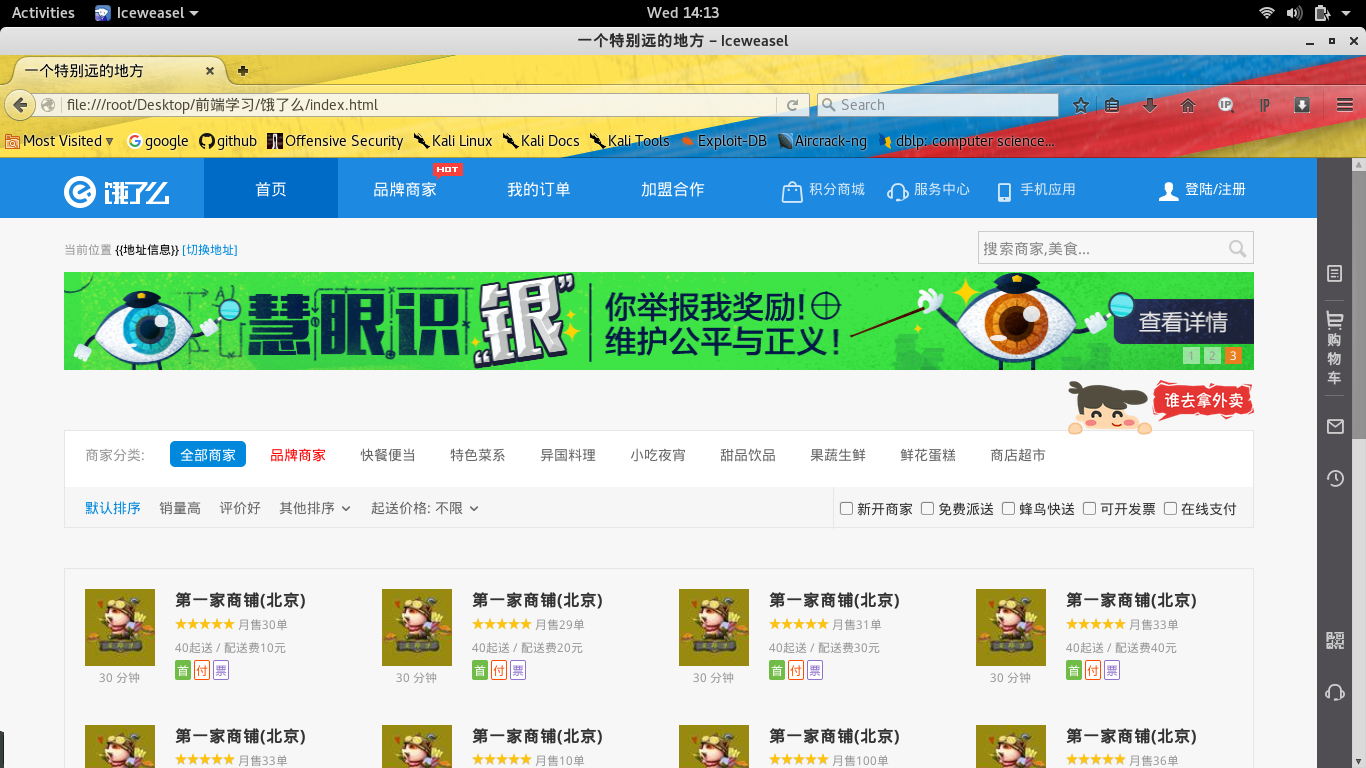 Activities Iceweasel Wed 14:13
一个特别远的地方 – Iceweasel
一个特别远的地方
file:///root/Desktop/前端学习/饿了么/index.html Search IP IP
Most Visited google github Offensive Security Kali Linux Kali Docs Kali Tools Exploit-DB Aircrack-ng dblp: computer science...
饿了么 首页 品牌商家 HOT 我的订单 加盟合作 积分商城 服务中心 手机应用 登陆/注册
当前位置 {{地址信息}} [切换地址] 搜索商家,美食...
慧眼识“银” 你举报我奖励! 查看详情
维护公平与正义!
1 2 3
购物车
谁去拿外卖
商家分类: 全部商家 品牌商家 快餐便当 特色菜系 异国料理 小吃夜宵 甜品饮品 果蔬生鲜 鲜花蛋糕 商店超市
默认排序 销量高 评价好 其他排序 起送价格: 不限 新开商家 免费派送 蜂鸟快送 可开发票 在线支付
第一家商铺(北京) 第一家商铺(北京) 第一家商铺(北京) 第一家商铺(北京)
月售30单 月售29单 月售31单 月售33单
40起送 / 配送费10元 40起送 / 配送费20元 40起送 / 配送费30元 40起送 / 配送费40元
首 付 票 首 付 票 首 付 票 首 付 票
30 分钟 30 分钟 30 分钟 30 分钟
第一家商铺(北京) 第一家商铺(北京) 第一家商铺(北京) 第一家商铺(北京)
月售33单 月售10单 月售100单 月售36单